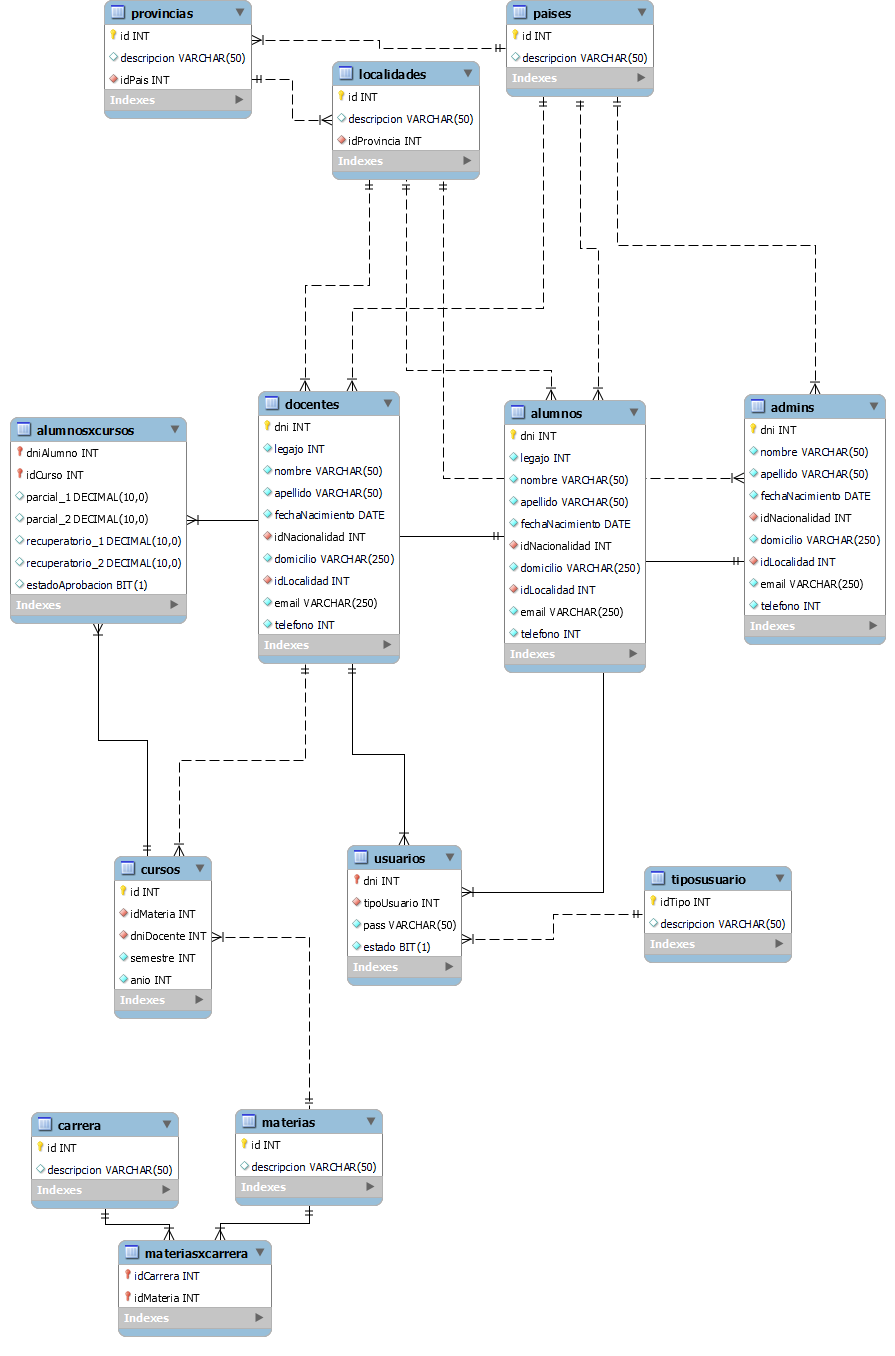 provincias
id INT
descripcion VARCHAR(50)
idPais INT
Indexes
paises
id INT
descripcion VARCHAR(50)
Indexes
localidades
id INT
descripcion VARCHAR(50)
idProvincia INT
Indexes
alumnosxcursos
dniAlumno INT
idCurso INT
parcial_1 DECIMAL(10,0)
parcial_2 DECIMAL(10,0)
recuperatorio_1 DECIMAL(10,0)
recuperatorio_2 DECIMAL(10,0)
estadoAprobacion BIT(1)
Indexes
docentes
dni INT
legajo INT
nombre VARCHAR(50)
apellido VARCHAR(50)
fechaNacimiento DATE
idNacionalidad INT
domicilio VARCHAR(250)
idLocalidad INT
email VARCHAR(250)
telefono INT
Indexes
alumnos
dni INT
legajo INT
nombre VARCHAR(50)
apellido VARCHAR(50)
fechaNacimiento DATE
idNacionalidad INT
domicilio VARCHAR(250)
idLocalidad INT
email VARCHAR(250)
telefono INT
Indexes
admins
dni INT
nombre VARCHAR(50)
apellido VARCHAR(50)
fechaNacimiento DATE
idNacionalidad INT
domicilio VARCHAR(250)
idLocalidad INT
email VARCHAR(250)
telefono INT
Indexes
cursos
id INT
idMateria INT
dniDocente INT
semestre INT
anio INT
Indexes
usuarios
dni INT
tipoUsuario INT
pass VARCHAR(50)
estado BIT(1)
Indexes
tiposusuario
idTipo INT
descripcion VARCHAR(50)
Indexes
carrera
id INT
descripcion VARCHAR(50)
Indexes
materias
id INT
descripcion VARCHAR(50)
Indexes
materiasxcarrera
idCarrera INT
idMateria INT
Indexes